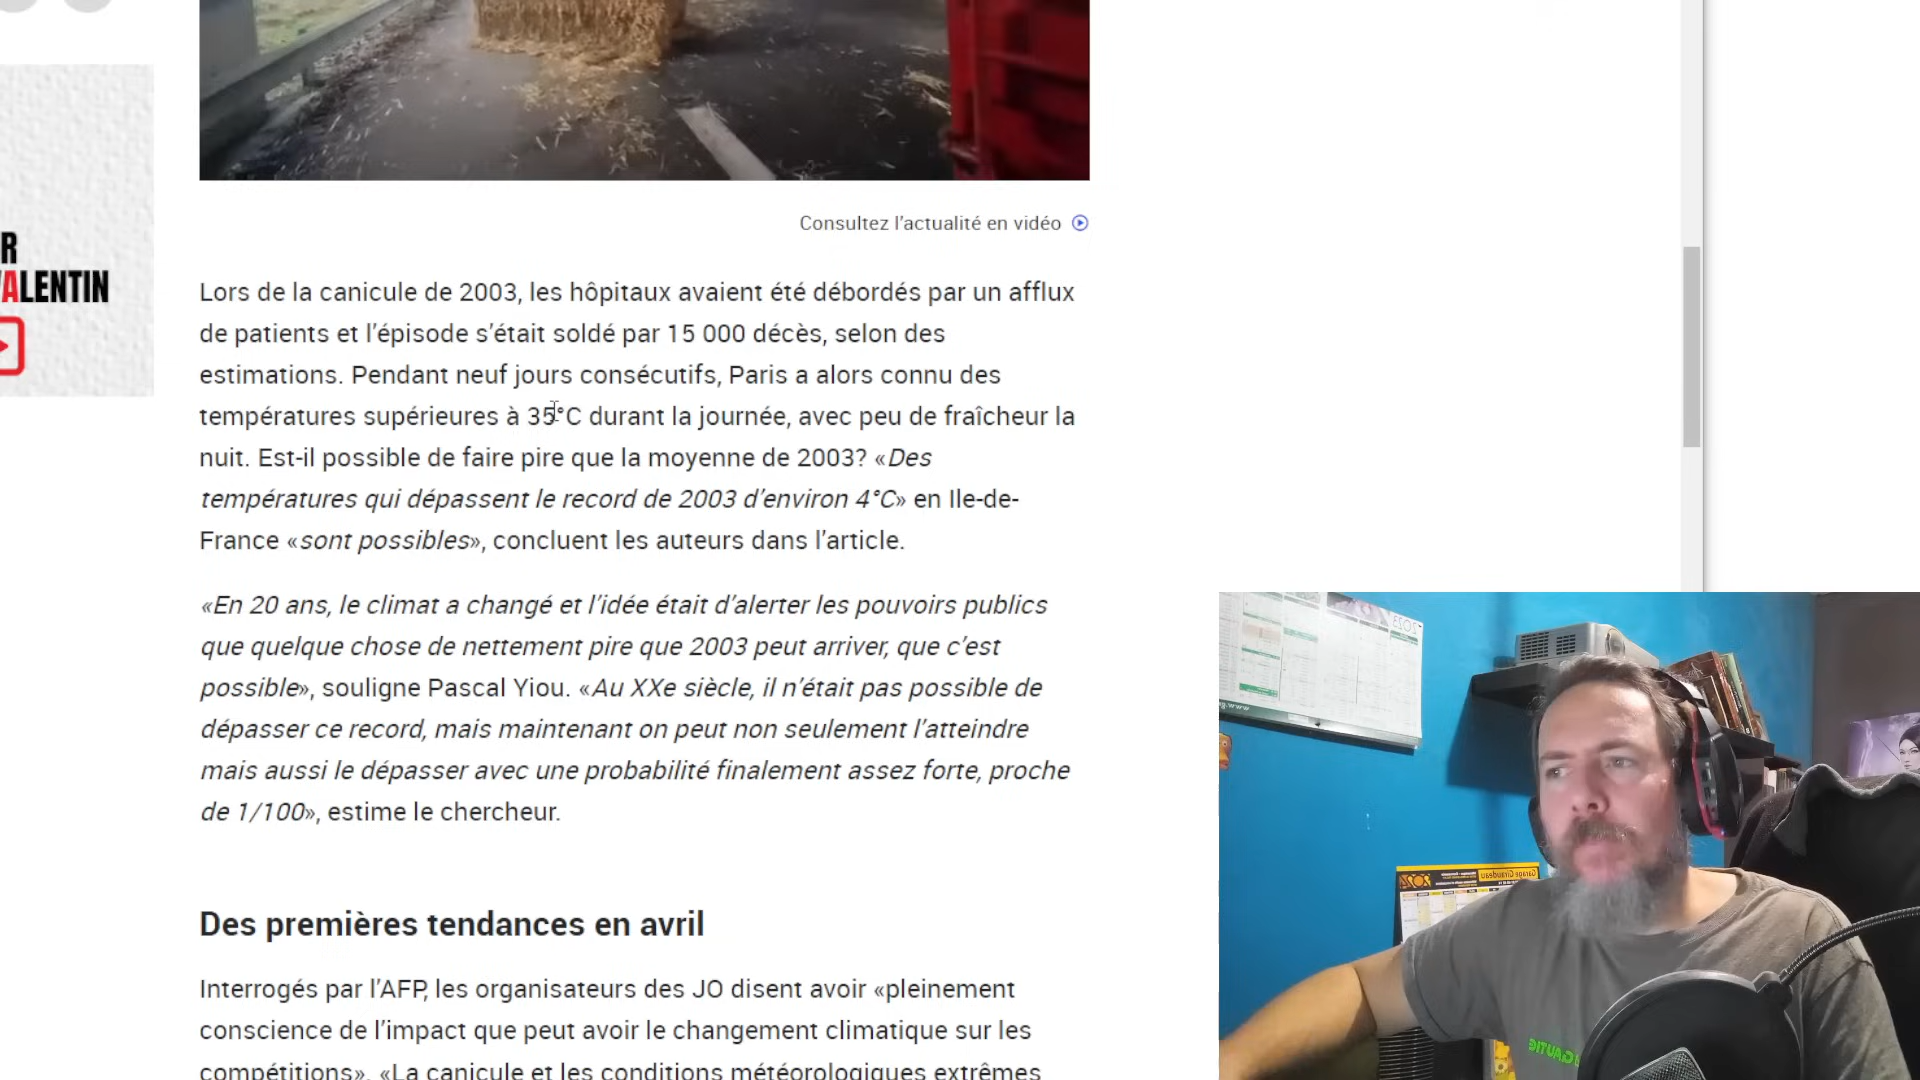 R
VALENTIN
Consultez l'actualité en vidéo
Lors de la canicule de 2003, les hôpitaux avaient été débordés par un afflux
de patients et l'épisode s'était soldé par 15 000 décès, selon des
estimations. Pendant neuf jours consécutifs, Paris a alors connu des
températures supérieures à 35°C durant la journée, avec peu de fraîcheur la
nuit. Est-il possible de faire pire que la moyenne de 2003? «Des
températures qui dépassent le record de 2003 d'environ 4°C» en Ile-de-
France «sont possibles», concluent les auteurs dans l'article.
«En 20 ans, le climat a changé et l'idée était d'alerter les pouvoirs publics
que quelque chose de nettement pire que 2003 peut arriver, que c'est
possible», souligne Pascal Yiou. «Au XXe siècle, il n'était pas possible de
dépasser ce record, mais maintenant on peut non seulement l'atteindre
mais aussi le dépasser avec une probabilité finalement assez forte, proche
de 1/100», estime le chercheur.
Des premières tendances en avril
Interrogés par l'AFP, les organisateurs des JO disent avoir «pleinement
conscience de l'impact que peut avoir le changement climatique sur les
compétitions». «La canicule et les conditions météorologiques extrêmes
2023
Garage Giraudeau